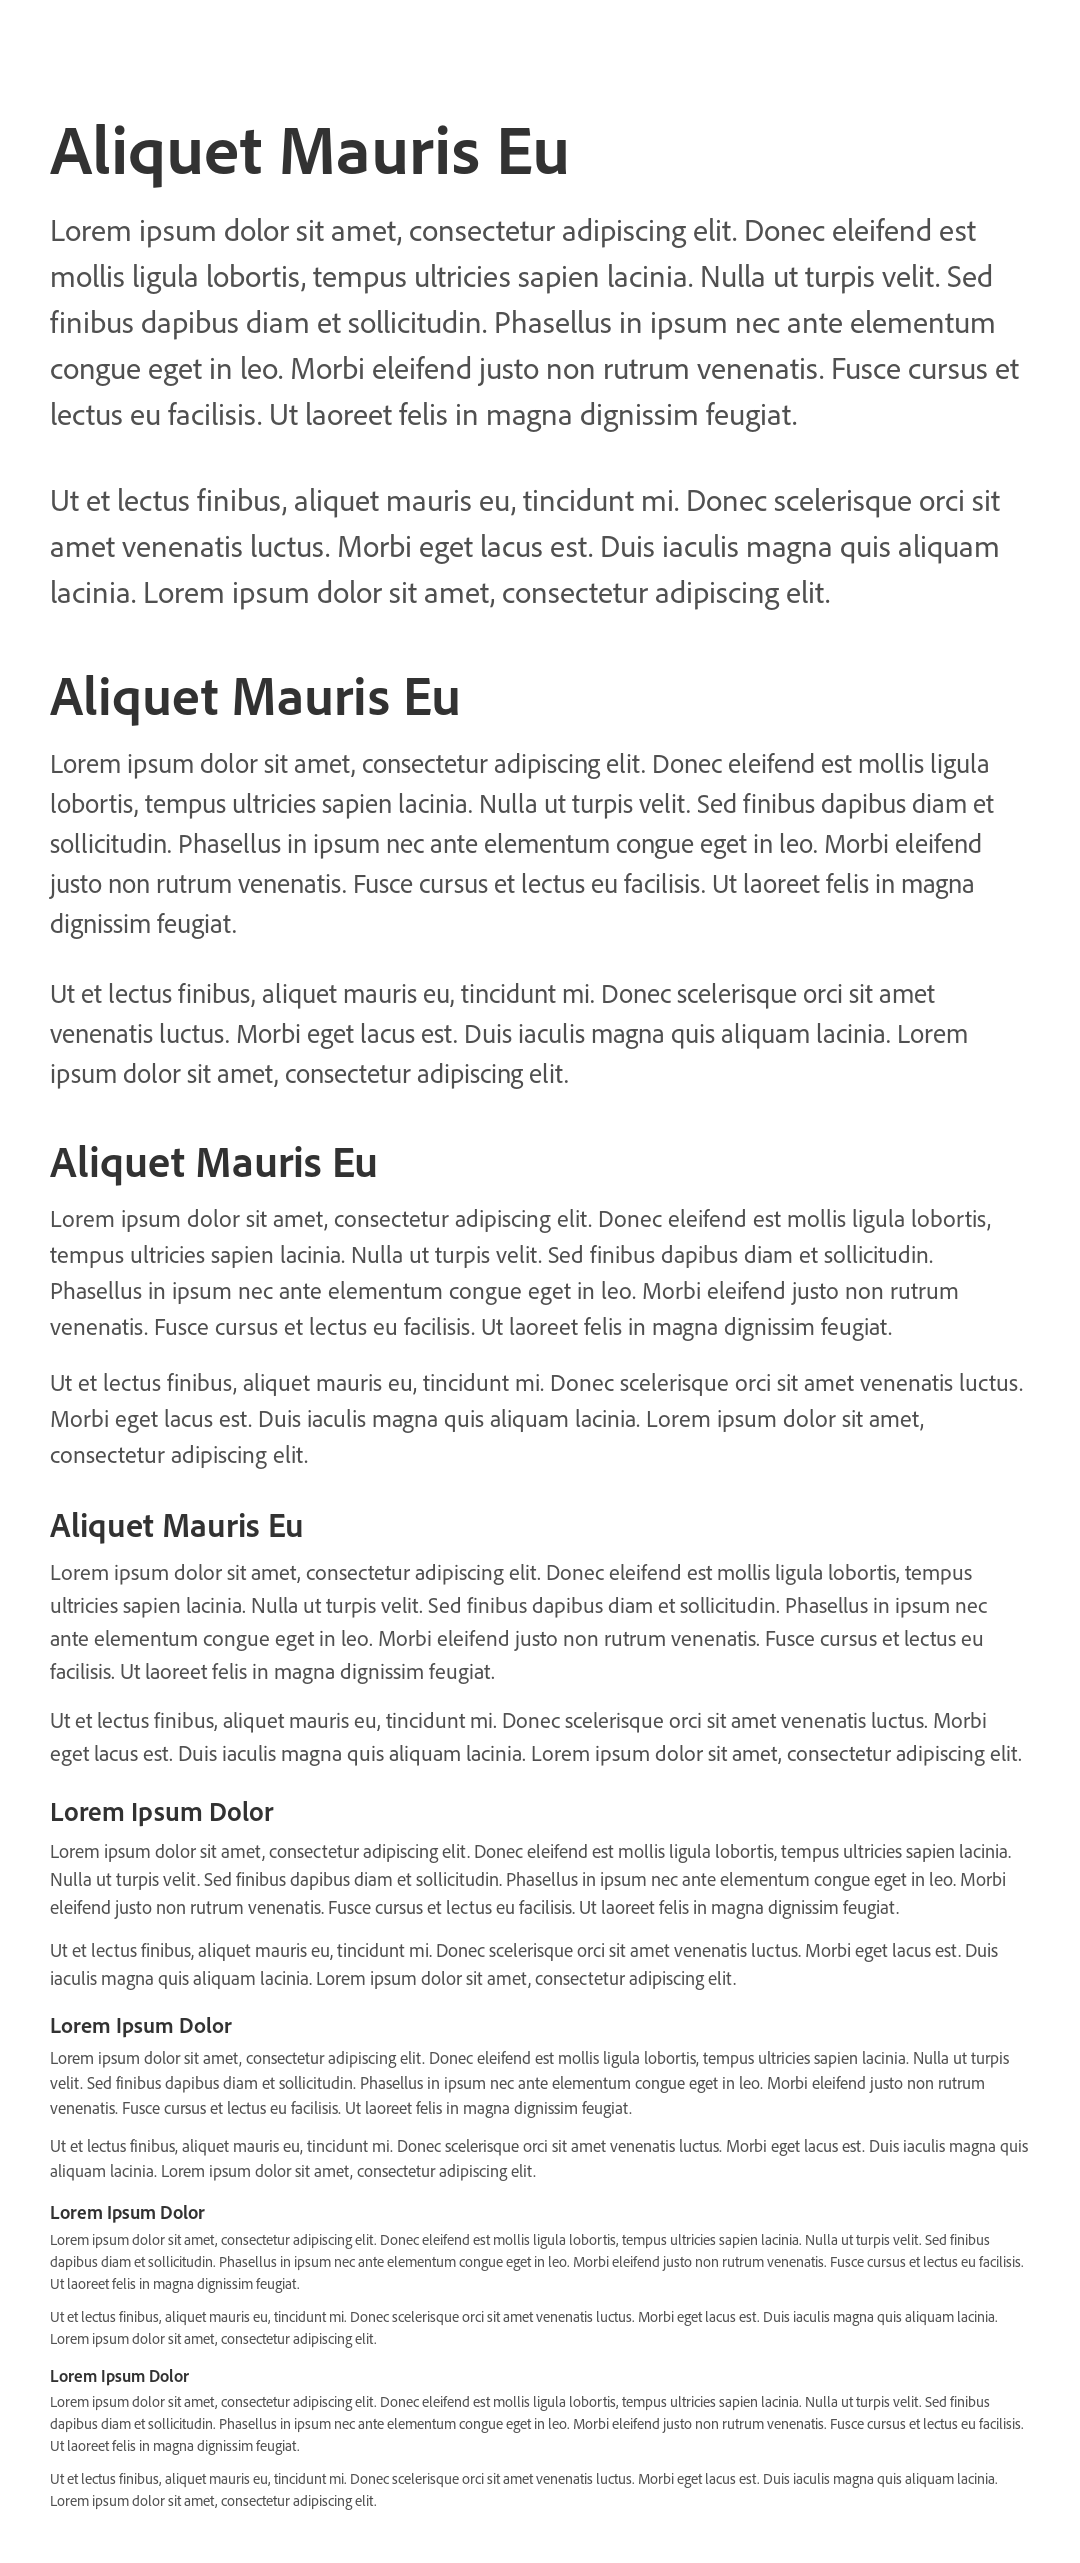 Aliquet Mauris Eu
Lorem ipsum dolor sit amet, consectetur adipiscing elit. Donec eleifend est
mollis ligula lobortis, tempus ultricies sapien lacinia. Nulla ut turpis velit. Sed
finibus dapibus diam et sollicitudin. Phasellus in ipsum nec ante elementum
congue eget in leo. Morbi eleifend justo non rutrum venenatis. Fusce cursus et
lectus eu facilisis. Ut laoreet felis in magna dignissim feugiat.
Ut et lectus finibus, aliquet mauris eu, tincidunt mi. Donec scelerisque orci sit
amet venenatis luctus. Morbi eget lacus est. Duis iaculis magna quis aliquam
lacinia. Lorem ipsum dolor sit amet, consectetur adipiscing elit.
Aliquet Mauris Eu
Lorem ipsum dolor sit amet, consectetur adipiscing elit. Donec eleifend est mollis ligula
lobortis, tempus ultricies sapien lacinia. Nulla ut turpis velit. Sed finibus dapibus diam et
sollicitudin. Phasellus in ipsum nec ante elementum congue eget in leo. Morbi eleifend
justo non rutrum venenatis. Fusce cursus et lectus eu facilisis. Ut laoreet felis in magna
dignissim feugiat.
Ut et lectus finibus, aliquet mauris eu, tincidunt mi. Donec scelerisque orci sit amet
venenatis luctus. Morbi eget lacus est. Duis iaculis magna quis aliquam lacinia. Lorem
ipsum dolor sit amet, consectetur adipiscing elit.
Aliquet Mauris Eu
Lorem ipsum dolor sit amet, consectetur adipiscing elit. Donec eleifend est mollis ligula lobortis,
tempus ultricies sapien lacinia. Nulla ut turpis velit. Sed finibus dapibus diam et sollicitudin.
Phasellus in ipsum nec ante elementum congue eget in leo. Morbi eleifend justo non rutrum
venenatis. Fusce cursus et lectus eu facilisis. Ut laoreet felis in magna dignissim feugiat.
Ut et lectus finibus, aliquet mauris eu, tincidunt mi. Donec scelerisque orci sit amet venenatis luctus.
Morbi eget lacus est. Duis iaculis magna quis aliquam lacinia. Lorem ipsum dolor sit amet,
consectetur adipiscing elit.
Aliquet Mauris Eu
Lorem ipsum dolor sit amet, consectetur adipiscing elit. Donec eleifend est mollis ligula lobortis, tempus
ultricies sapien lacinia. Nulla ut turpis velit. Sed finibus dapibus diam et sollicitudin. Phasellus in ipsum nec
ante elementum congue eget in leo. Morbi eleifend justo non rutrum venenatis. Fusce cursus et lectus eu
facilisis. Ut laoreet felis in magna dignissim feugiat.
Ut et lectus finibus, aliquet mauris eu, tincidunt mi. Donec scelerisque orci sit amet venenatis luctus. Morbi
eget lacus est. Duis iaculis magna quis aliquam lacinia. Lorem ipsum dolor sit amet, consectetur adipiscing elit.
Lorem Ipsum Dolor
Lorem ipsum dolor sit amet, consectetur adipiscing elit. Donec eleifend est mollis ligula lobortis, tempus ultricies sapien lacinia.
Nulla ut turpis velit. Sed finibus dapibus diam et sollicitudin. Phasellus in ipsum nec ante elementum congue eget in leo. Morbi
eleifend justo non rutrum venenatis. Fusce cursus et lectus eu facilisis. Ut laoreet felis in magna dignissim feugiat.
Ut et lectus finibus, aliquet mauris eu, tincidunt mi. Donec scelerisque orci sit amet venenatis luctus. Morbi eget lacus est. Duis
iaculis magna quis aliquam lacinia. Lorem ipsum dolor sit amet, consectetur adipiscing elit.
Lorem Ipsum Dolor
Lorem ipsum dolor sit amet, consectetur adipiscing elit. Donec eleifend est mollis ligula lobortis, tempus ultricies sapien lacinia. Nulla ut turpis
velit. Sed finibus dapibus diam et sollicitudin. Phasellus in ipsum nec ante elementum congue eget in leo. Morbi eleifend justo non rutrum
venenatis. Fusce cursus et lectus eu facilisis. Ut laoreet felis in magna dignissim feugiat.
Ut et lectus finibus, aliquet mauris eu, tincidunt mi. Donec scelerisque orci sit amet venenatis luctus. Morbi eget lacus est. Duis iaculis magna quis
aliquam lacinia. Lorem ipsum dolor sit amet, consectetur adipiscing elit.
Lorem Ipsum Dolor
Lorem ipsum dolor sit amet, consectetur adipiscing elit. Donec eleifend est mollis ligula lobortis, tempus ultricies sapien lacinia. Nulla ut turpis velit. Sed finibus
dapibus diam et sollicitudin. Phasellus in ipsum nec ante elementum congue eget in leo. Morbi eleifend justo non rutrum venenatis. Fusce cursus et lectus eu facilisis.
Ut laoreet felis in magna dignissim feugiat.
Ut et lectus finibus, aliquet mauris eu, tincidunt mi. Donec scelerisque orci sit amet venenatis luctus. Morbi eget lacus est. Duis iaculis magna quis aliquam lacinia.
Lorem ipsum dolor sit amet, consectetur adipiscing elit.
Lorem Ipsum Dolor
Lorem ipsum dolor sit amet, consectetur adipiscing elit. Donec eleifend est mollis ligula lobortis, tempus ultricies sapien lacinia. Nulla ut turpis velit. Sed finibus
dapibus diam et sollicitudin. Phasellus in ipsum nec ante elementum congue eget in leo. Morbi eleifend justo non rutrum venenatis. Fusce cursus et lectus eu facilisis.
Ut laoreet felis in magna dignissim feugiat.
Ut et lectus finibus, aliquet mauris eu, tincidunt mi. Donec scelerisque orci sit amet venenatis luctus. Morbi eget lacus est. Duis iaculis magna quis aliquam lacinia.
Lorem ipsum dolor sit amet, consectetur adipiscing elit.